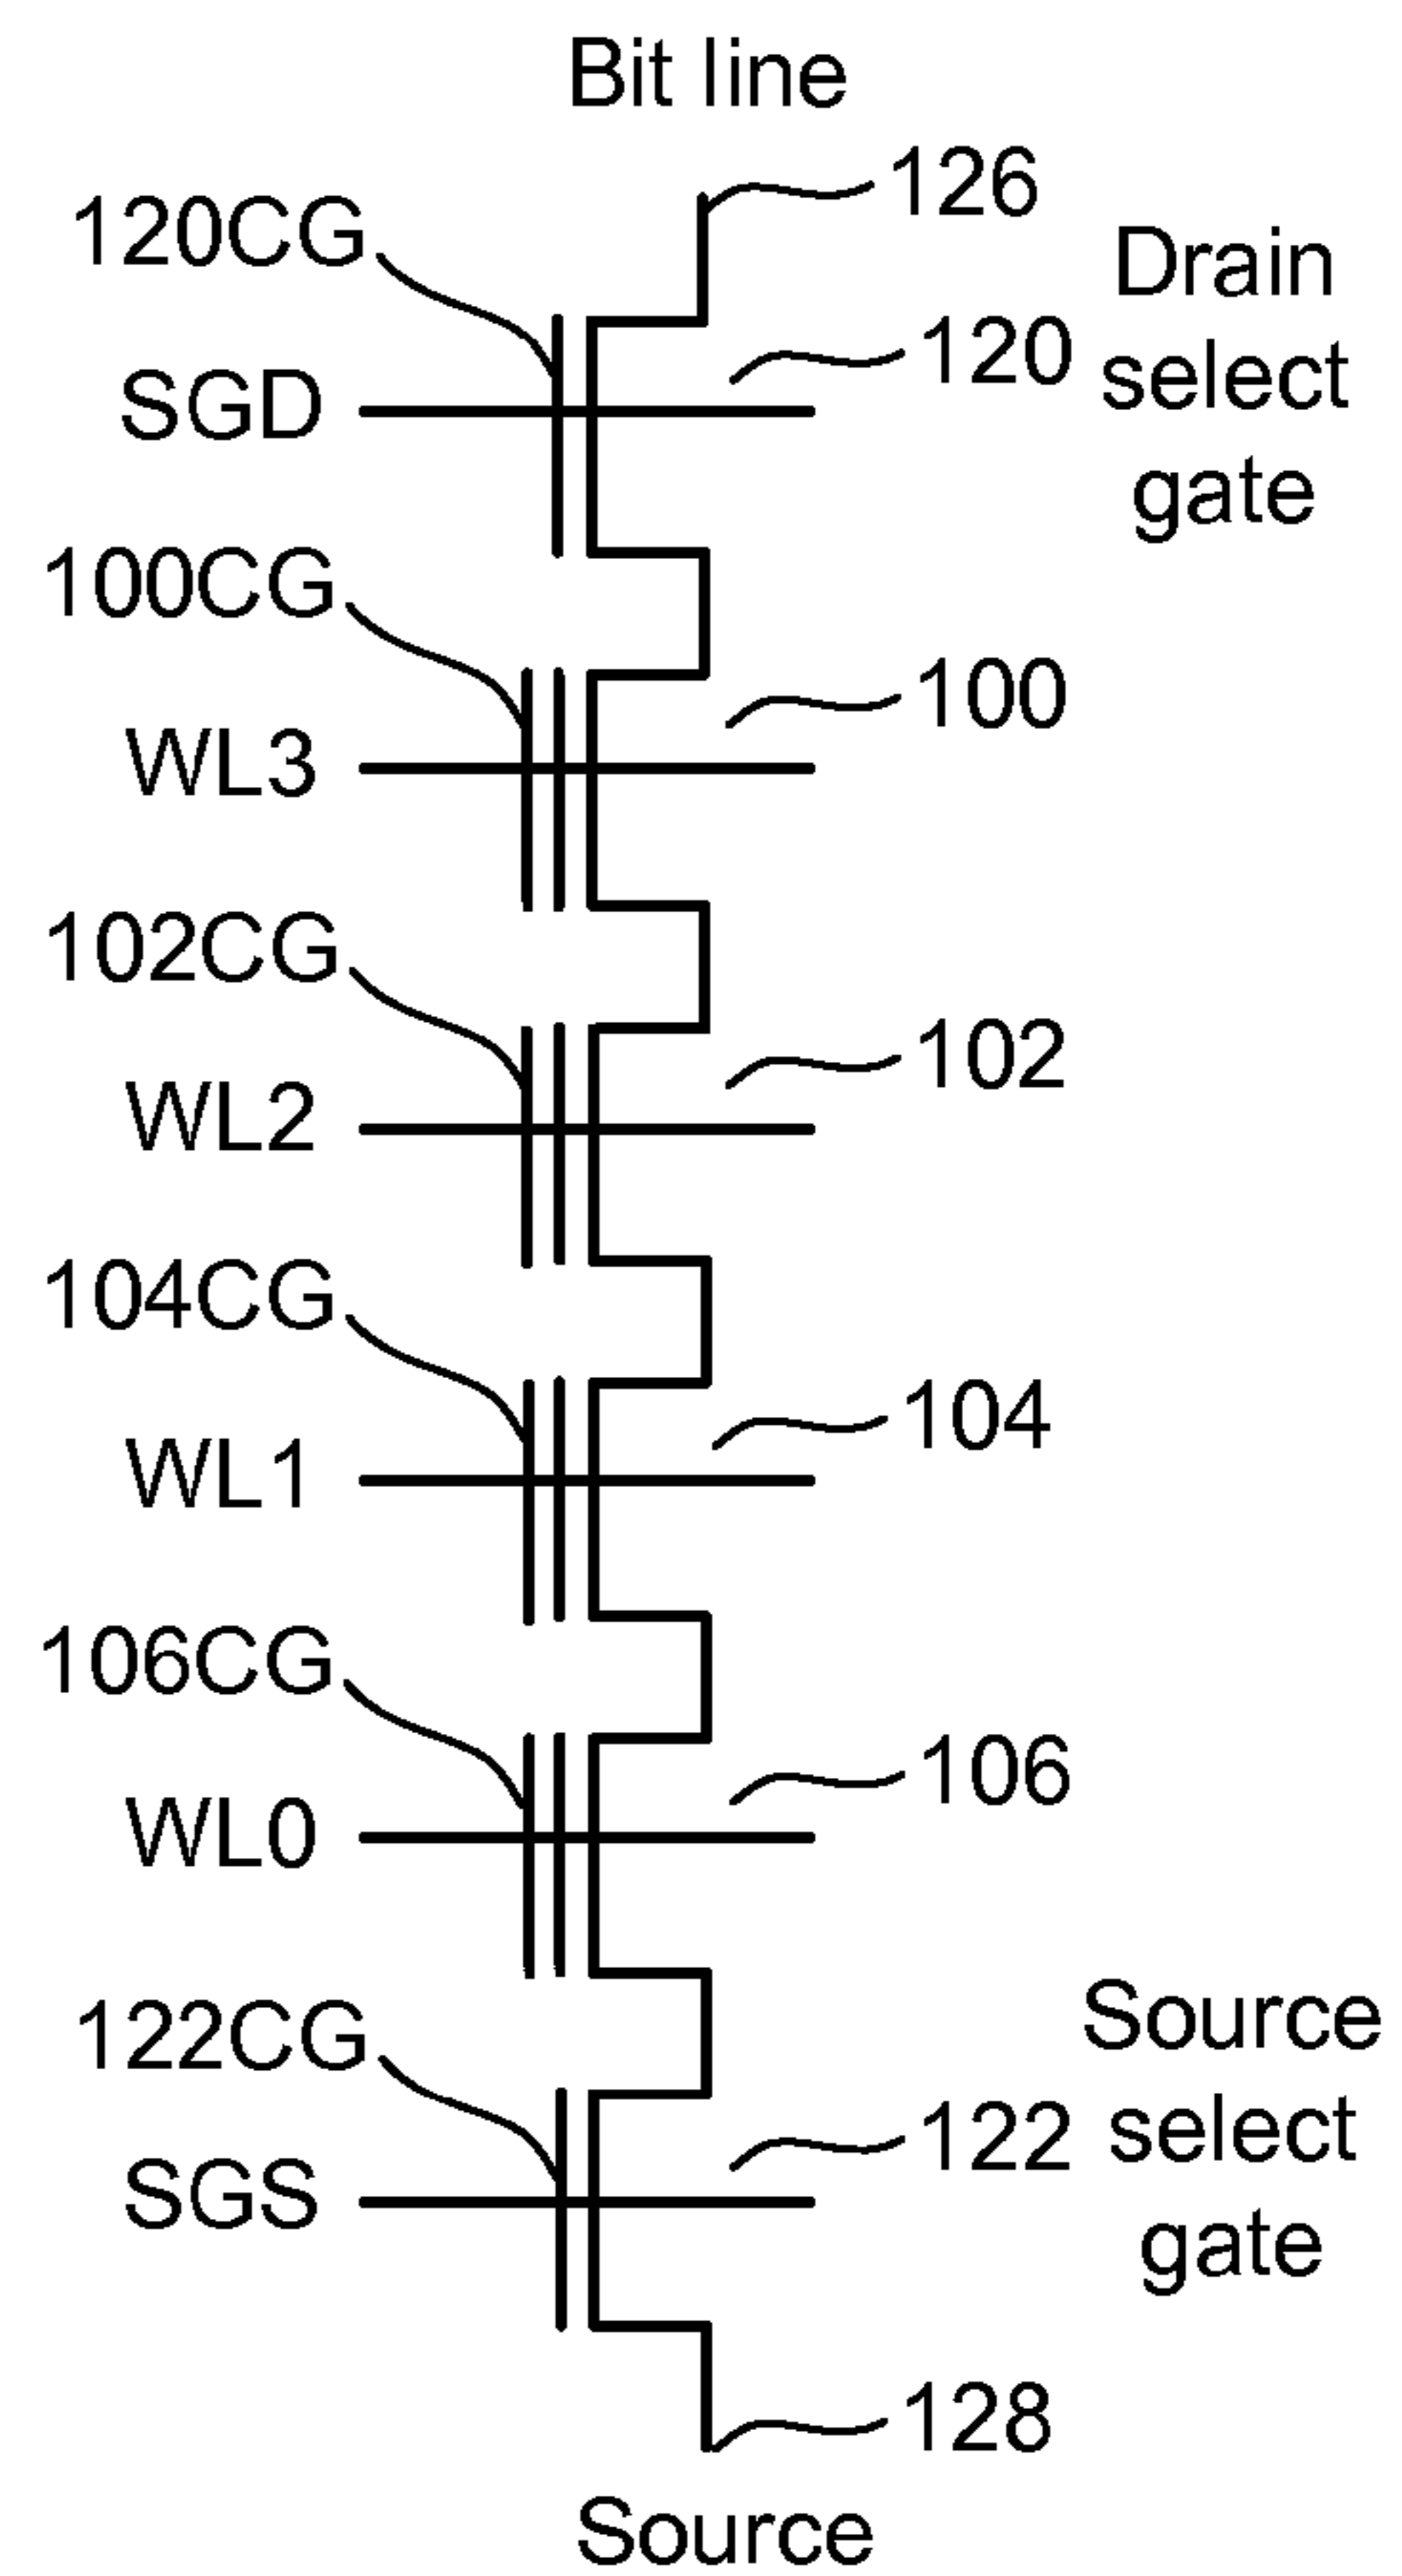 Bit line
126
120CG
Drain
select
gate
120
SGD
100CG
100
WL3
102CG
102
WL2
104CG
104
WL1
106CG
106
WL0
122CG
Source
select
gate
122
SGS
128
Source